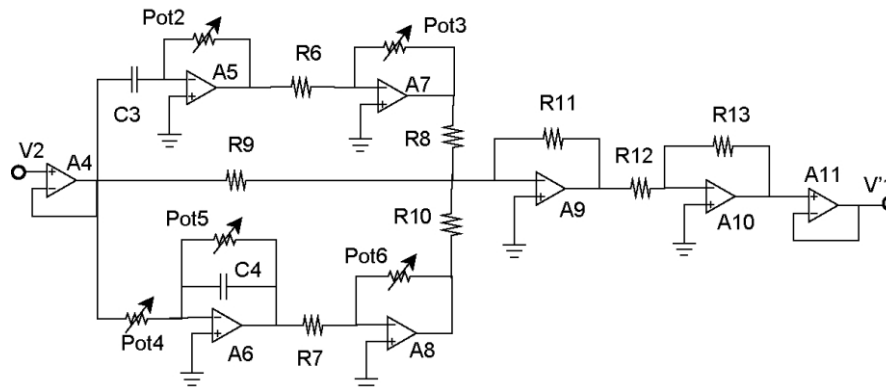 Pot2
Pot3
R6
A5
A7
C3
R11
R13
R8
R9
V2
A4
R12
A11
V'1
A9
A10
R10
Pot5
C4
Pot6
Pot4
A6
R7
A8